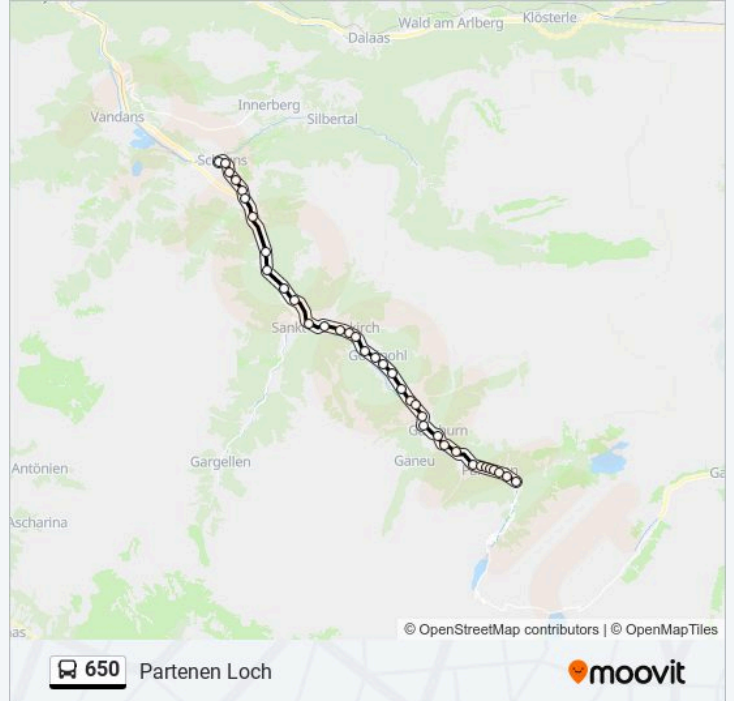 Wald am Arlberg
Klösterle
Dalaas
Innerberg
Vandans
Silbertal
Gargellen
Ganeu
Antönien
Ascharina
© OpenStreetMap contributors | © OpenMapTiles
650 Partenen Loch
moovit